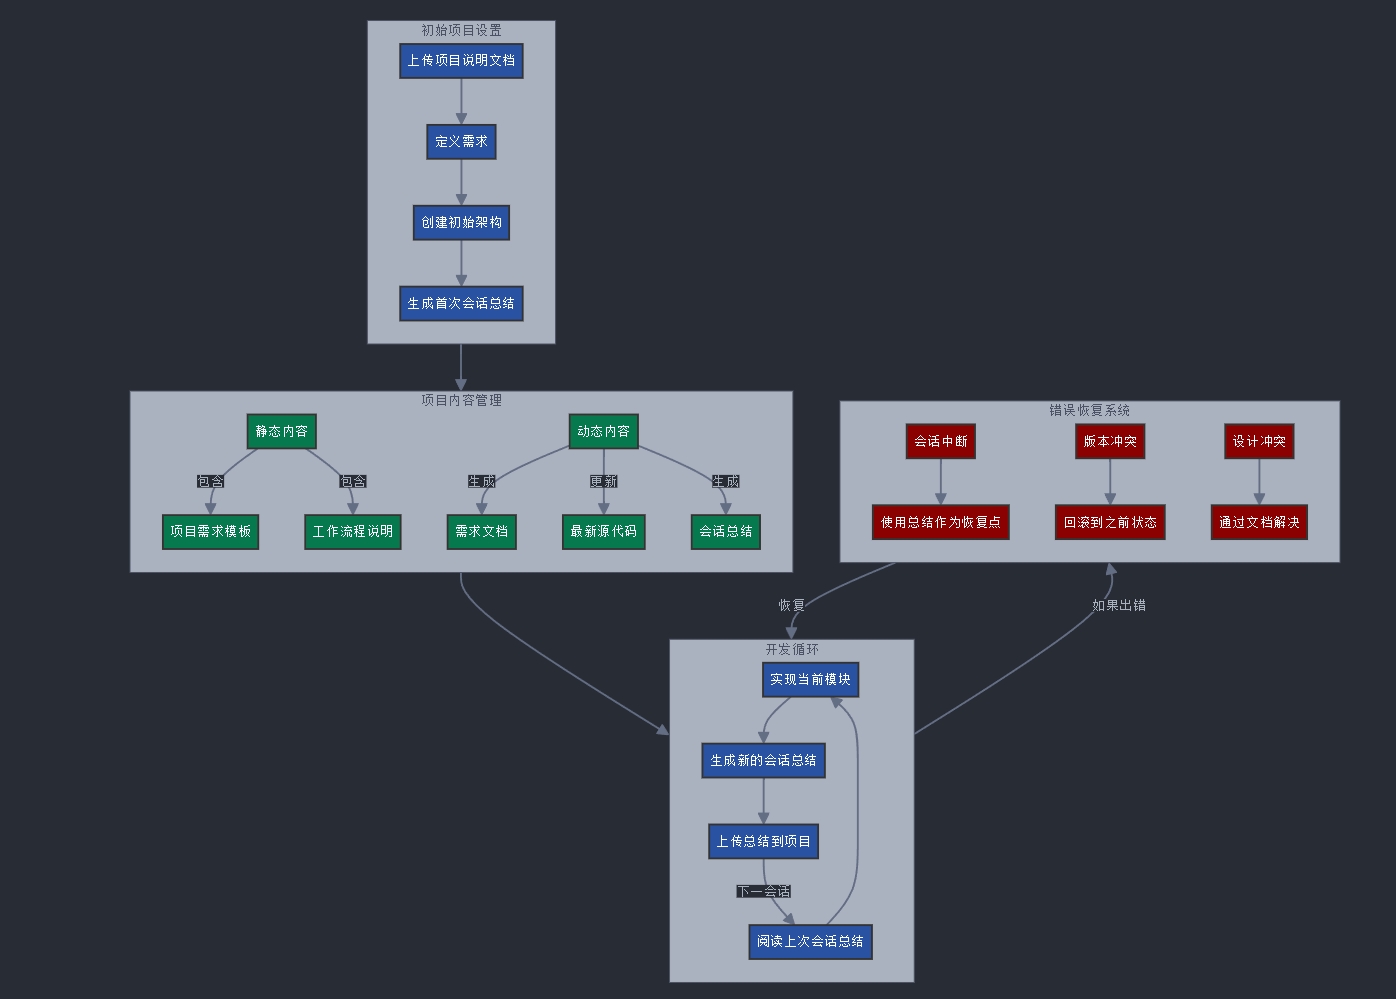 初始项目设置
上传项目说明文档
定义需求
创建初始架构
生成首次会话总结
项目内容管理
静态内容
动态内容
包含
包含
生成
更新
生成
项目需求模板
工作流程说明
需求文档
最新源代码
会话总结
错误恢复系统
会话中断
版本冲突
设计冲突
使用总结作为恢复点
回滚到之前状态
通过文档解决
恢复
如果出错
开发循环
实现当前模块
生成新的会话总结
上传总结到项目
下一会话
阅读上次会话总结